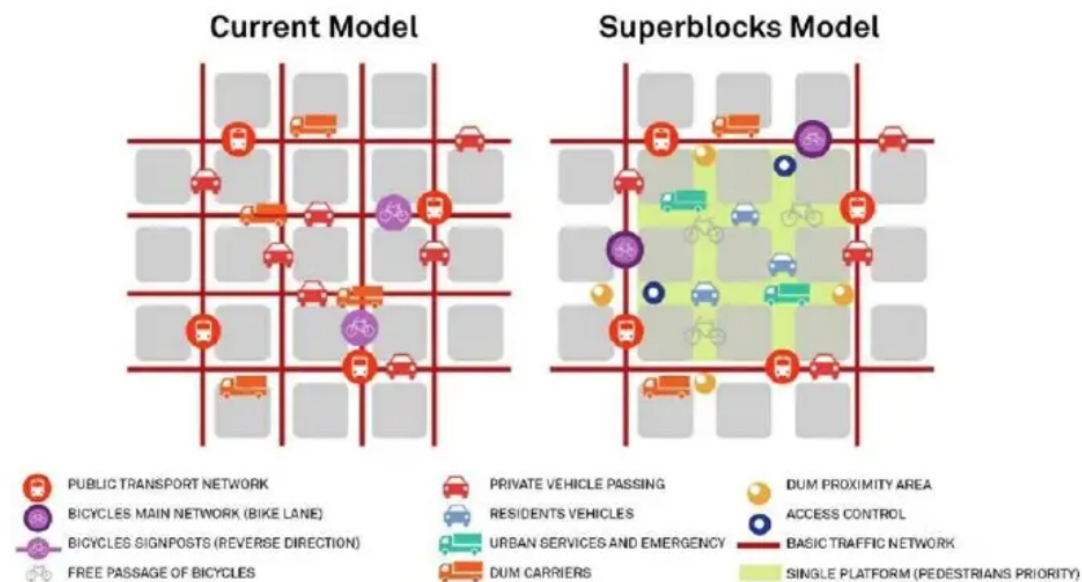 Current Model
Superblocks Model
PUBLIC TRANSPORT NETWORK
BICYCLES MAIN NETWORK (BIKE LANE)
BICYCLES SIGNPOSTS (REVERSE DIRECTION)
FREE PASSAGE OF BICYCLES
PRIVATE VEHICLE PASSING
RESIDENTS VEHICLES
URBAN SERVICES AND EMERGENCY
DUM CARRIERS
DUM PROXIMITY AREA
ACCESS CONTROL
BASIC TRAFFIC NETWORK
SINGLE PLATFORM (PEDESTRIANS PRIORITY)